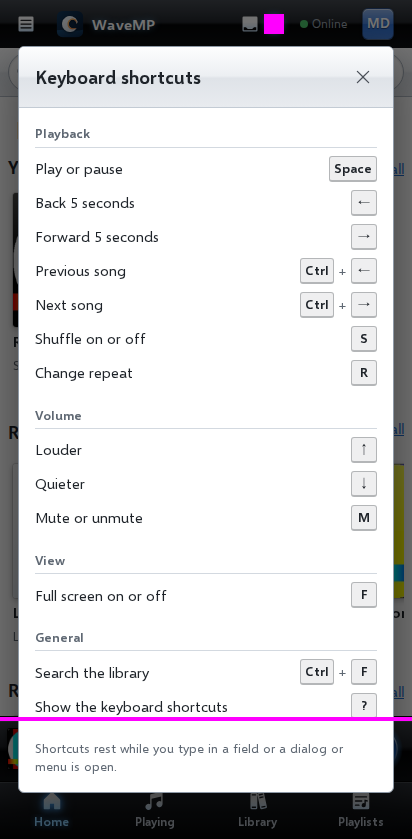 WaveMP
Online
MD
Keyboard shortcuts
Playback
Play or pause Space
Back 5 seconds ←
Forward 5 seconds →
Previous song Ctrl + ←
Next song Ctrl + →
Shuffle on or off S
Change repeat R
Volume
Louder ↑
Quieter ↓
Mute or unmute M
View
Full screen on or off F
General
Search the library Ctrl + F
Show the keyboard shortcuts ?
Shortcuts rest while you type in a field or a dialog or
menu is open.
Home Playing Library Playlists